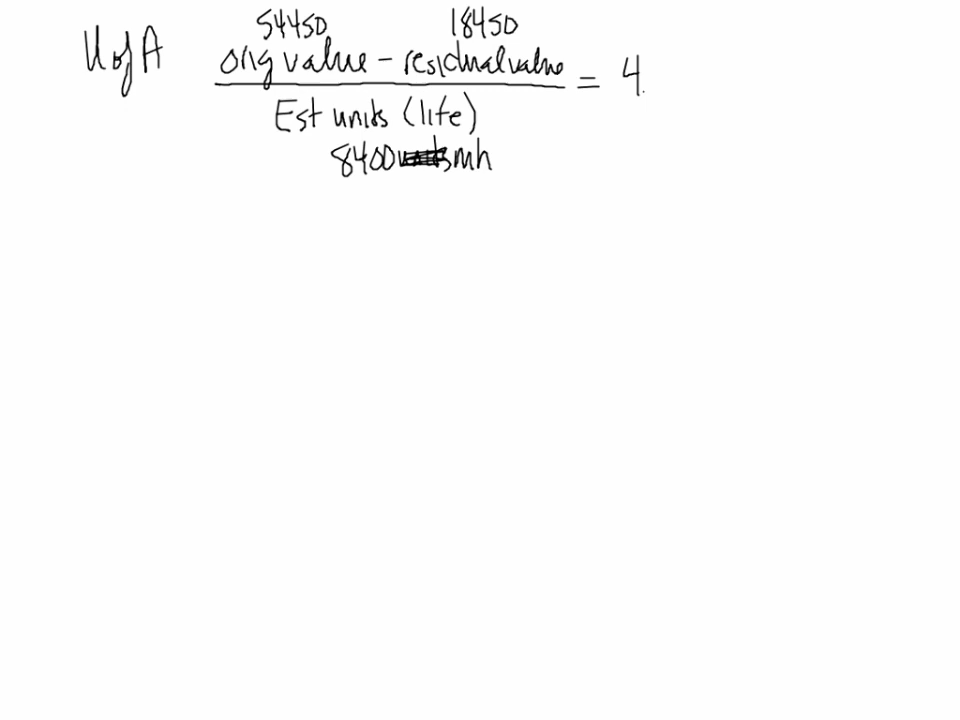 54450 18450
U of A orig value - residual value = 4.
Est units (life)
8400 mh